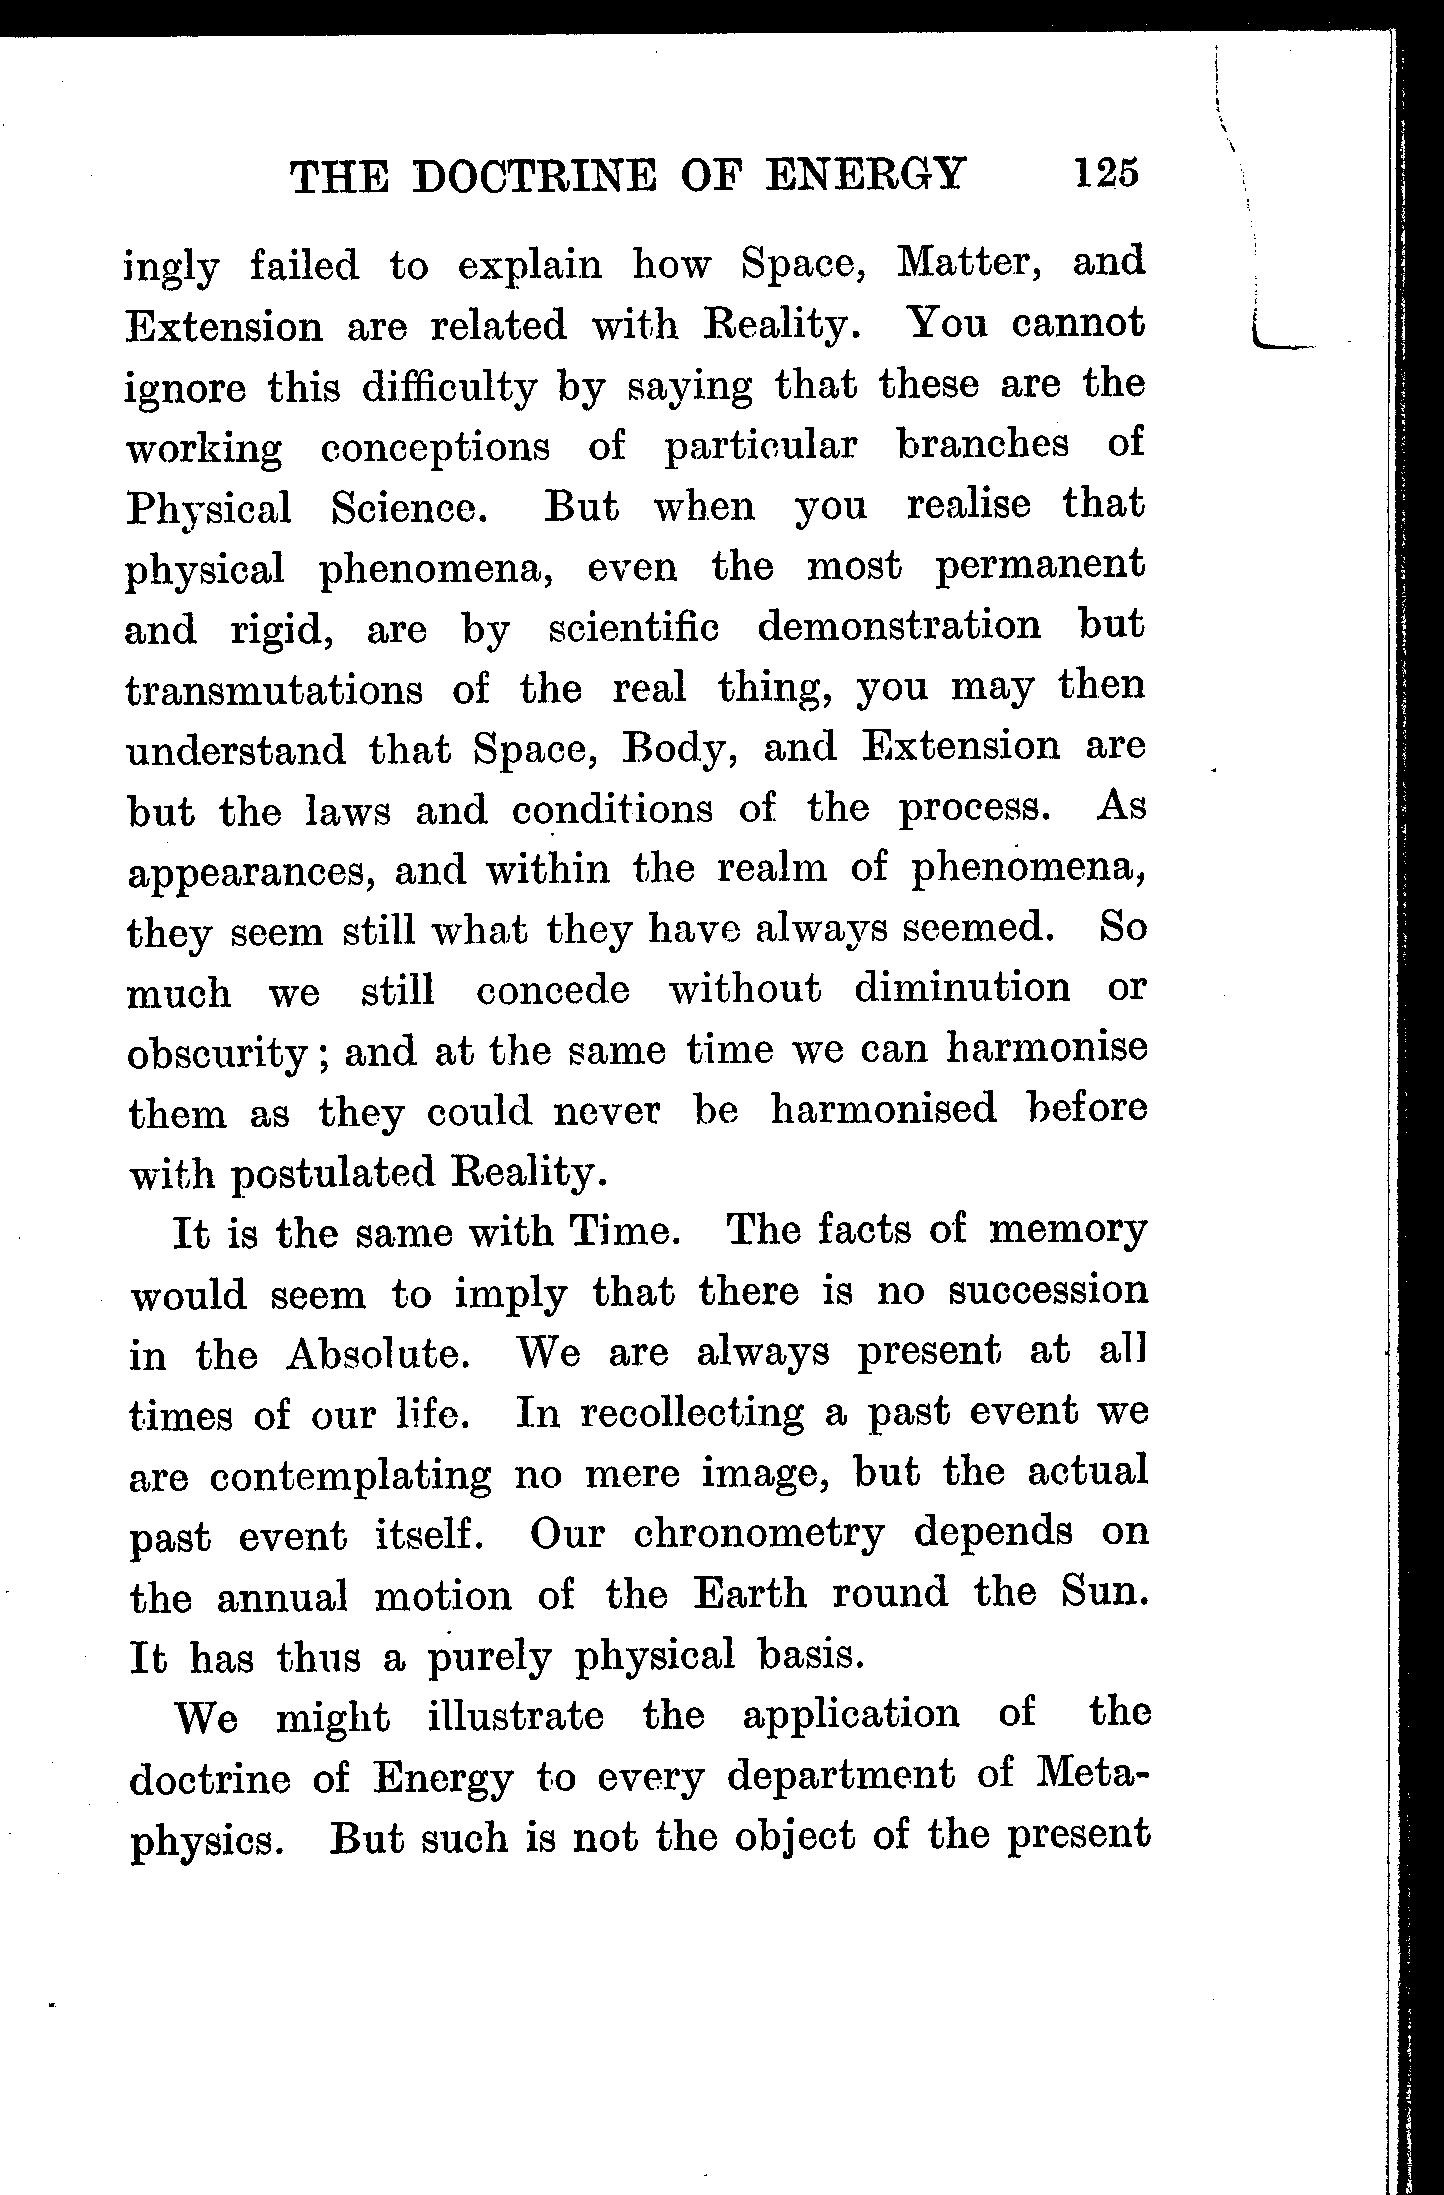 THE DOCTRINE OF ENERGY 125
ingly failed to explain how Space, Matter, and
Extension are related with Reality. You cannot
ignore this difficulty by saying that these are the
working conceptions of particular branches of
Physical Science. But when you realise that
physical phenomena, even the most permanent
and rigid, are by scientific demonstration but
transmutations of the real thing, you may then
understand that Space, Body, and Extension are
but the laws and conditions of the process. As
appearances, and within the realm of phenomena,
they seem still what they have always seemed. So
much we still concede without diminution or
obscurity; and at the same time we can harmonise
them as they could never be harmonised before
with postulated Reality.
It is the same with Time. The facts of memory
would seem to imply that there is no succession
in the Absolute. We are always present at all
times of our life. In recollecting a past event we
are contemplating no mere image, but the actual
past event itself. Our chronometry depends on
the annual motion of the Earth round the Sun.
It has thus a purely physical basis.
We might illustrate the application of the
doctrine of Energy to every department of Meta-
physics. But such is not the object of the present